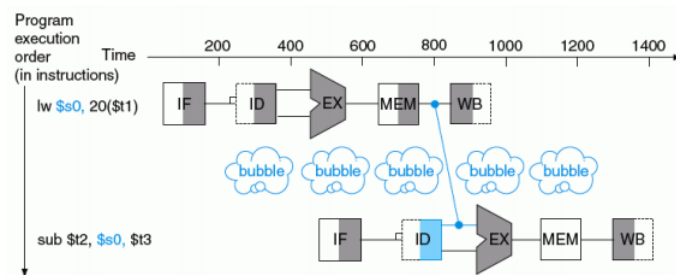 Program
execution
order
(in instructions)
Time
200 400 600 800 1000 1200 1400
lw $s0, 20($t1)
IF ID EX MEM WB
bubble bubble bubble bubble bubble
sub $t2, $s0, $t3
IF ID EX MEM WB